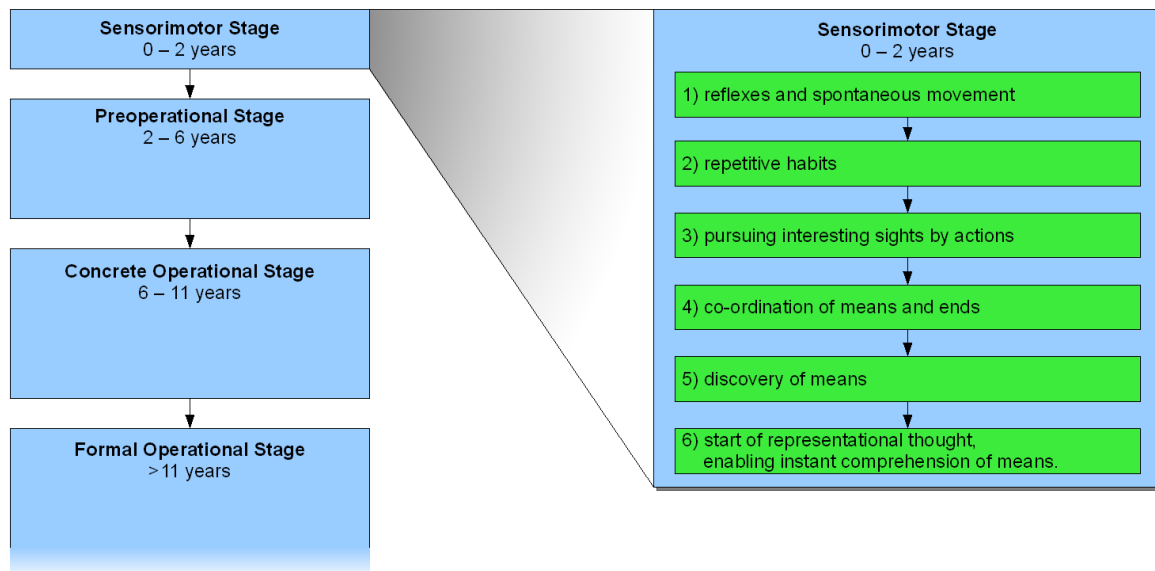 Sensorimotor Stage
0 – 2 years
Preoperational Stage
2 – 6 years
Concrete Operational Stage
6 – 11 years
Formal Operational Stage
>11 years
Sensorimotor Stage
0 – 2 years
1) reflexes and spontaneous movement
2) repetitive habits
3) pursuing interesting sights by actions
4) co-ordination of means and ends
5) discovery of means
6) start of representational thought,
enabling instant comprehension of means.